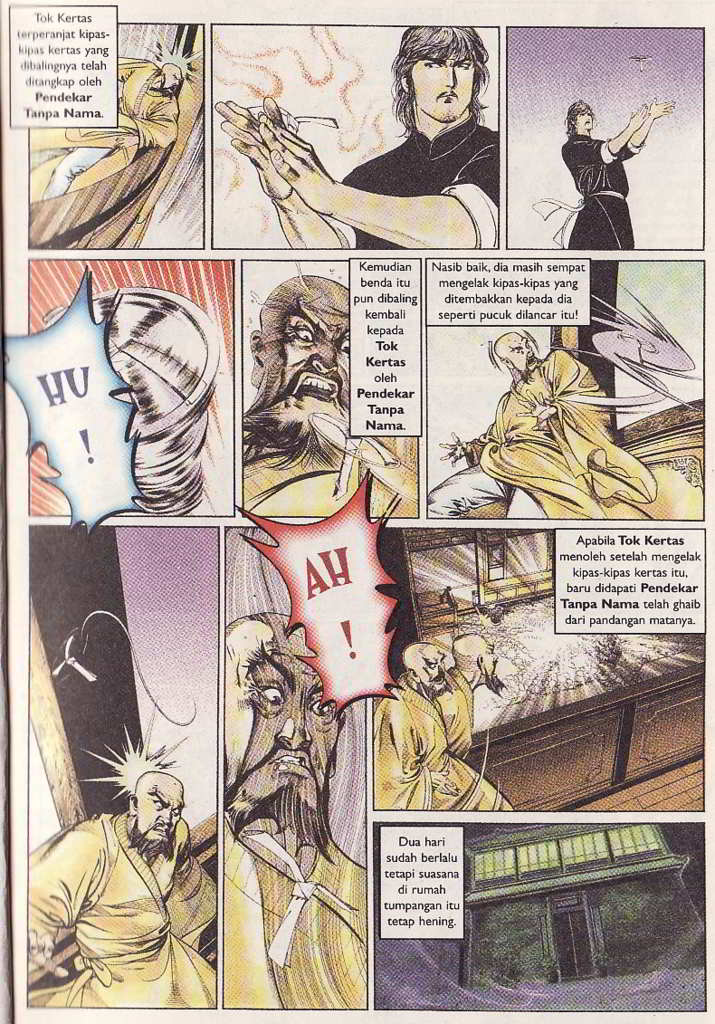 Tok Kertas
terperanjat kipas-
kipas kertas yang
dibalingnya telah
ditangkap oleh
Pendekar
Tanpa Nama.
HU
!
Kemudian
benda itu
pun dibaling
kembali
kepada
Tok
Kertas
oleh
Pendekar
Tanpa
Nama.
Nasib baik, dia masih sempat
mengelak kipas-kipas yang
ditembakkan kepada dia
seperti pucuk dilancar itu!
AH
!
Apabila Tok Kertas
menoleh setelah mengelak
kipas-kipas kertas itu,
baru didapati Pendekar
Tanpa Nama telah ghaib
dari pandangan matanya.
Dua hari
sudah berlalu
tetapi suasana
di rumah
tumpangan itu
tetap hening.